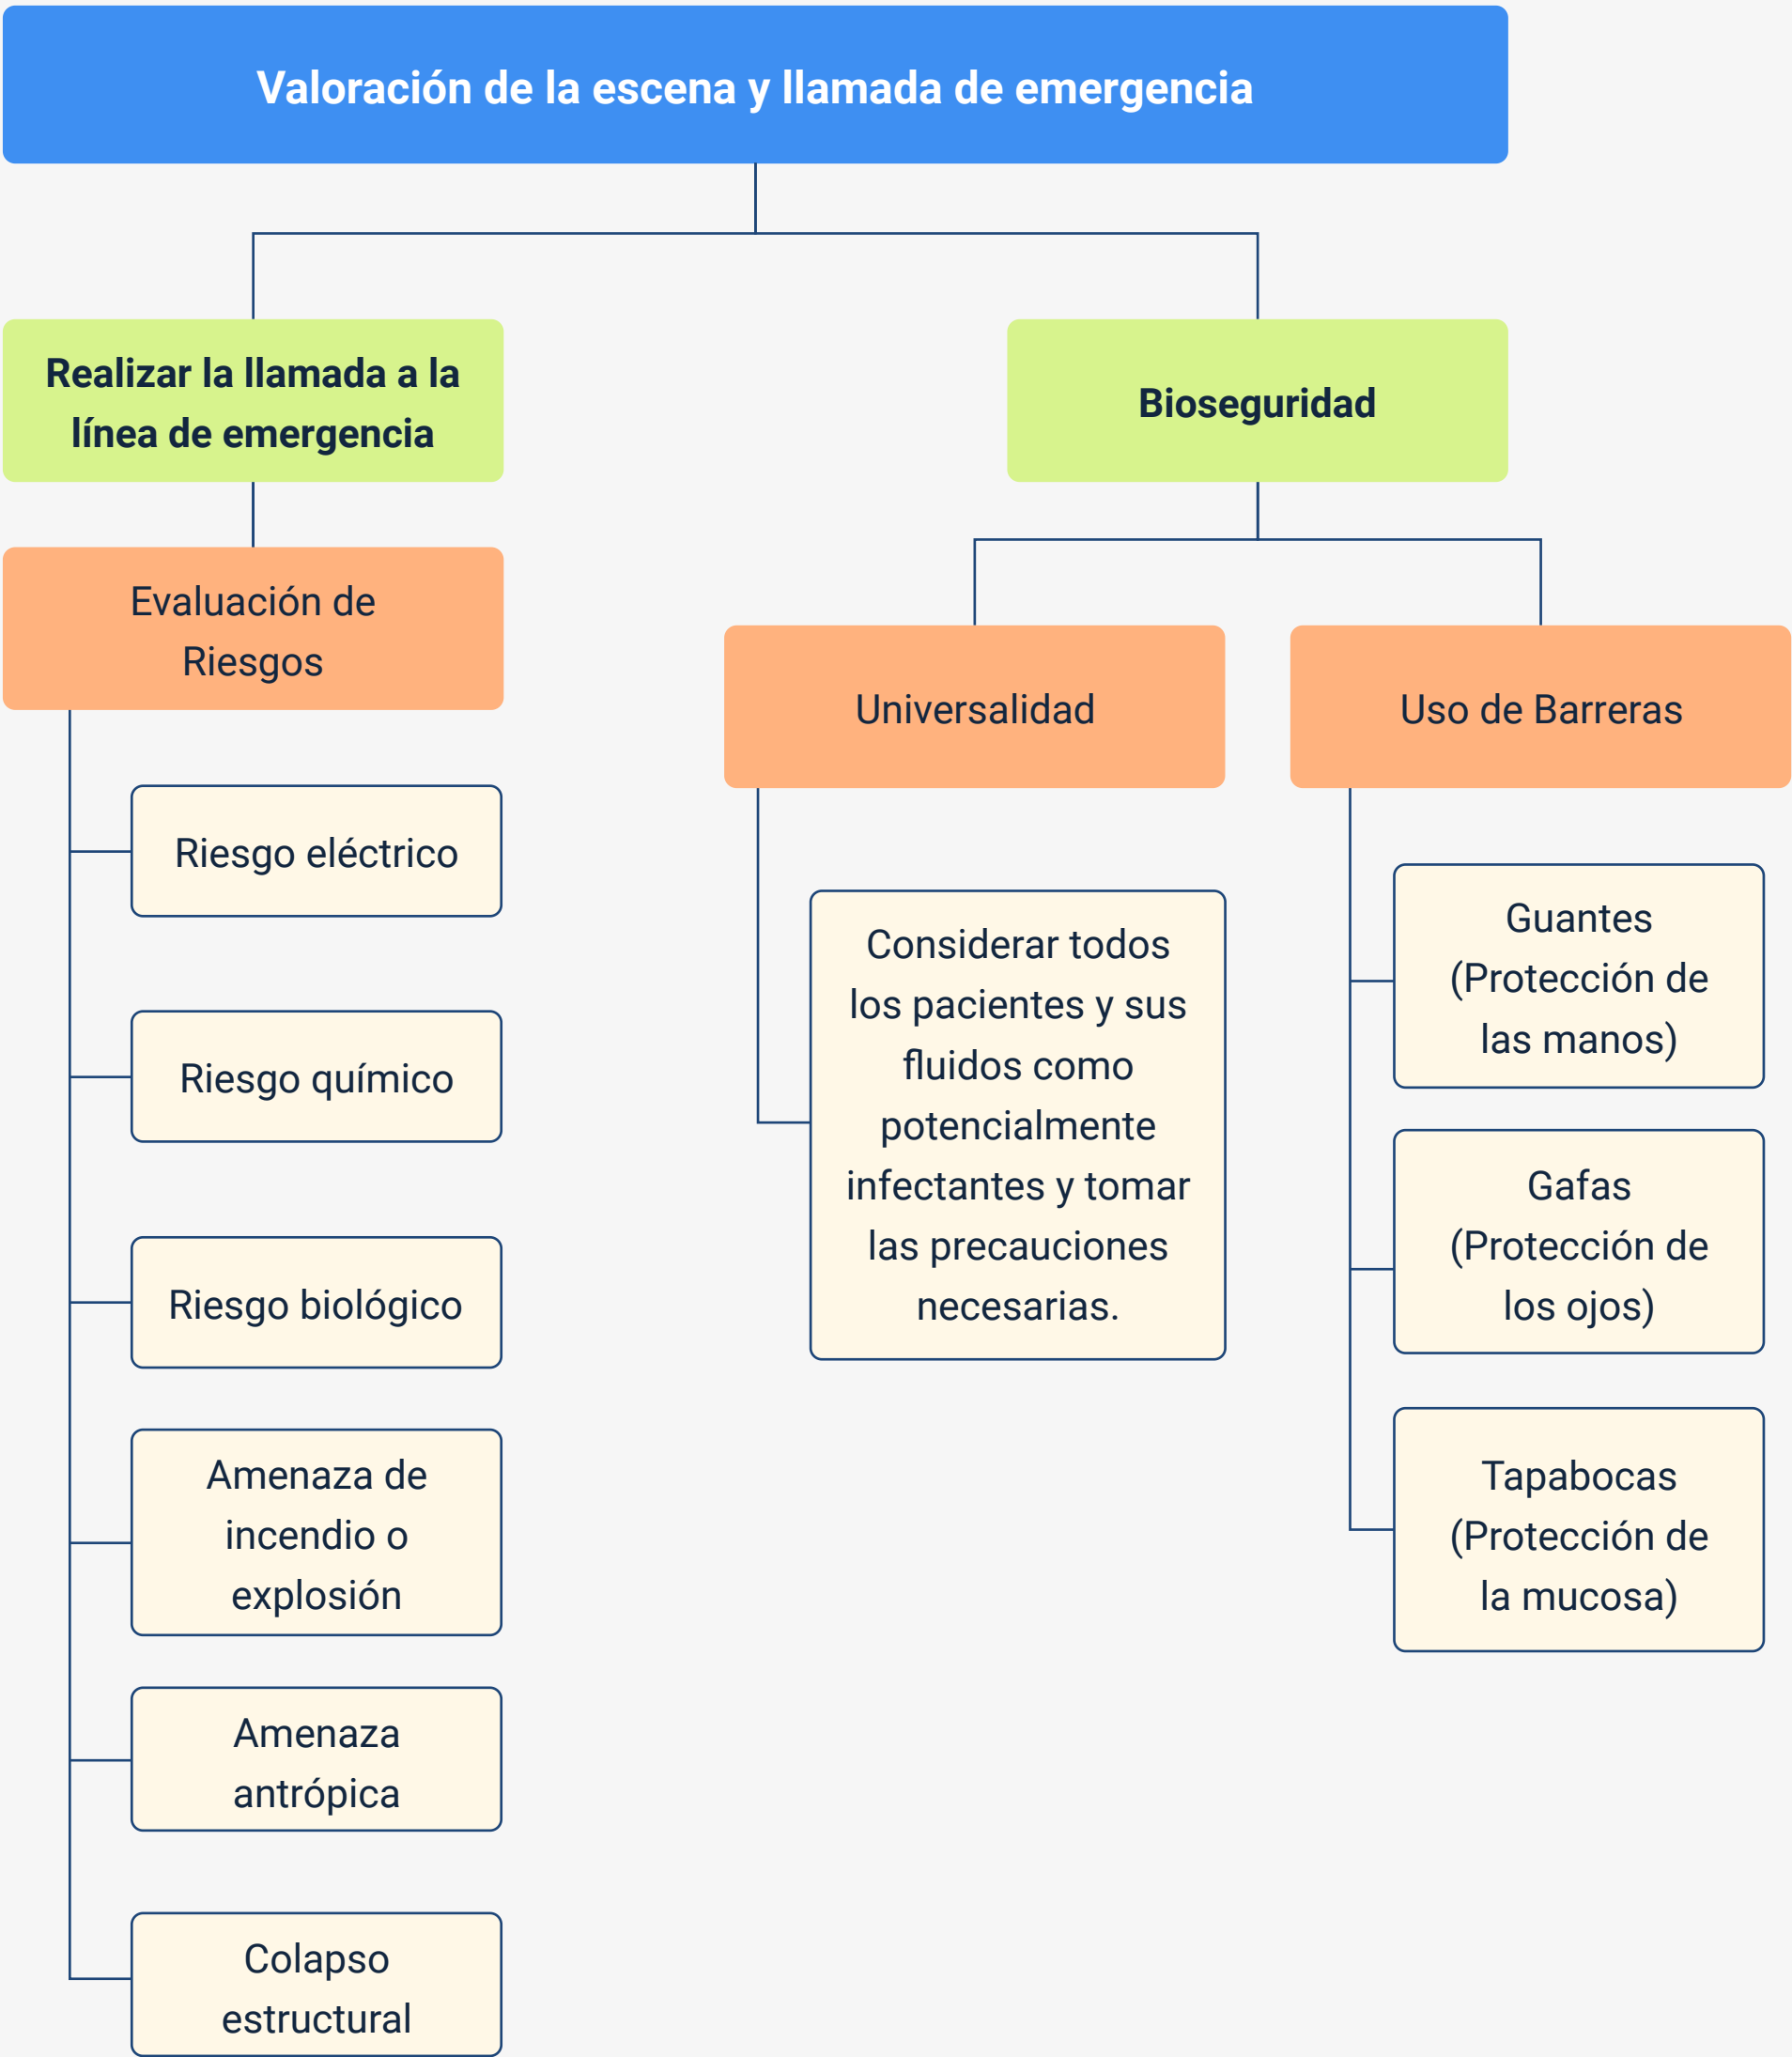 Valoración de la escena y llamada de emergencia
Realizar la llamada a la
línea de emergencia
Evaluación de
Riesgos
Riesgo eléctrico
Riesgo químico
Riesgo biológico
Amenaza de
incendio o
explosión
Amenaza
antrópica
Colapso
estructural
Bioseguridad
Universalidad
Considerar todos
los pacientes y sus
fluidos como
potencialmente
infectantes y tomar
las precauciones
necesarias.
Uso de Barreras
Guantes
(Protección de
las manos)
Gafas
(Protección de
los ojos)
Tapabocas
(Protección de
la mucosa)